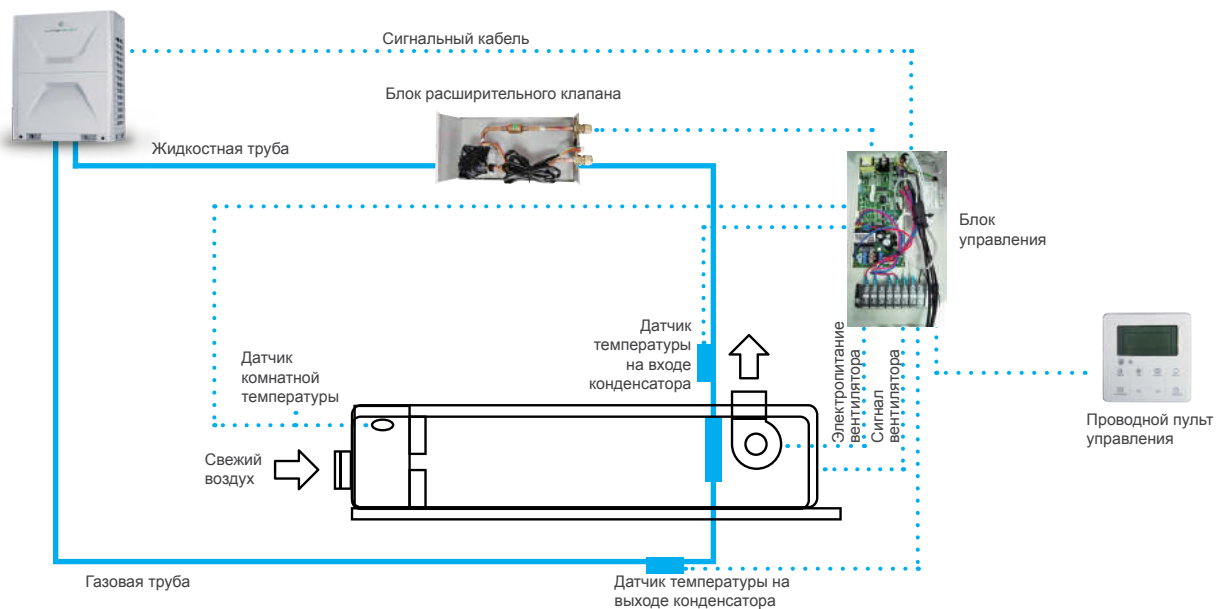 Сигнальный кабель
Блок расширительного клапана
Жидкостная труба
Блок
управления
Датчик
температуры
на входе
конденсатора
Датчик
комнатной
температуры
Электропитание
вентилятора
Сигнал
вентилятора
Проводной пульт
управления
Свежий
воздух
Газовая труба
Датчик температуры на
выходе конденсатора